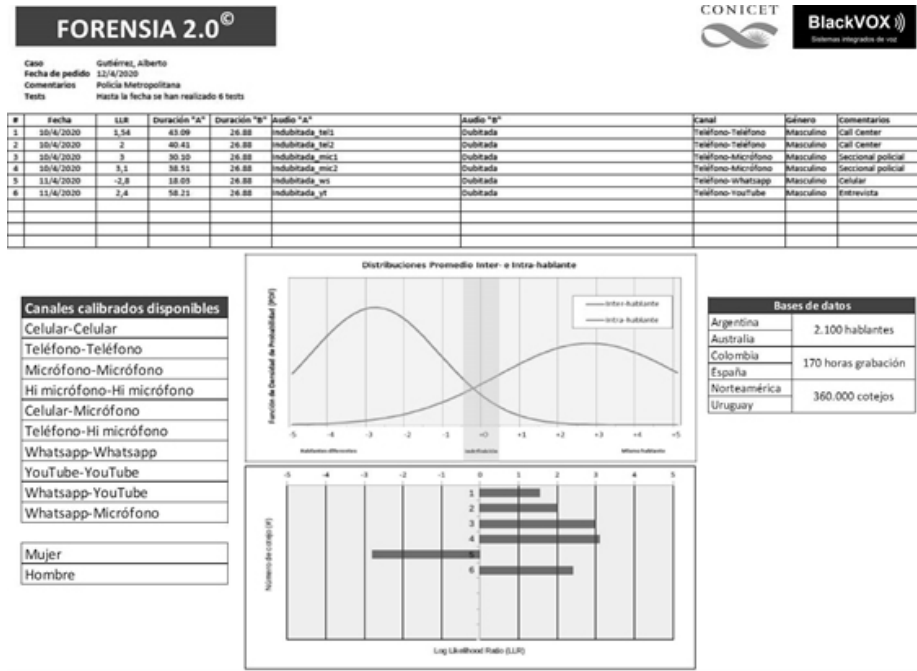 FORENSIA 2.0©
CONICET
BlackVOX
Sistemas integrados de voz
Caso Gutiérrez, Alberto
Fecha de pedido 12/4/2020
Comentarios Policía Metropolitana
Tests Hasta la fecha se han realizado 6 tests
# Fecha LLR Duración "A" Duración "B" Audio "A" Audio "B" Canal Género Comentarios
1 10/4/2020 1,54 43.09 26.88 Indubitada_tel1 Dubitada Teléfono-Teléfono Masculino Call Center
2 10/4/2020 2 40.41 26.88 Indubitada_tel2 Dubitada Teléfono-Teléfono Masculino Call Center
3 10/4/2020 3 30.10 26.88 Indubitada_mic1 Dubitada Teléfono-Micrófono Masculino Seccional policial
4 10/4/2020 3,1 38.51 26.88 Indubitada_mic2 Dubitada Teléfono-Micrófono Masculino Seccional policial
5 11/4/2020 -2,8 18.03 26.88 Indubitada_ws Dubitada Teléfono-Whatsapp Masculino Celular
6 11/4/2020 2,4 58.21 26.88 Indubitada_yt Dubitada Teléfono-YouTube Masculino Entrevista
Canales calibrados disponibles
Celular-Celular
Teléfono-Teléfono
Micrófono-Micrófono
Hi micrófono-Hi micrófono
Celular-Micrófono
Teléfono-Hi micrófono
Whatsapp-Whatsapp
YouTube-YouTube
Whatsapp-YouTube
Whatsapp-Micrófono
Mujer
Hombre
Distribuciones Promedio Inter- e Intra-hablante
Función de Densidad de Probabilidad (PDF)
Inter-hablante
Intra-hablante
-5 -4 -3 -2 -1 +0 +1 +2 +3 +4 +5
Hablantes diferentes
Mismo hablante
-5 -4 -3 -2 -1 0 1 2 3 4 5
1
2
3
4
5
6
Número de cotejo (#)
Log Likelihood Ratio (LLR)
Bases de datos
Argentina
Australia
2.100 hablantes
Colombia
España
170 horas grabación
Norteamérica
Uruguay
360.000 cotejos